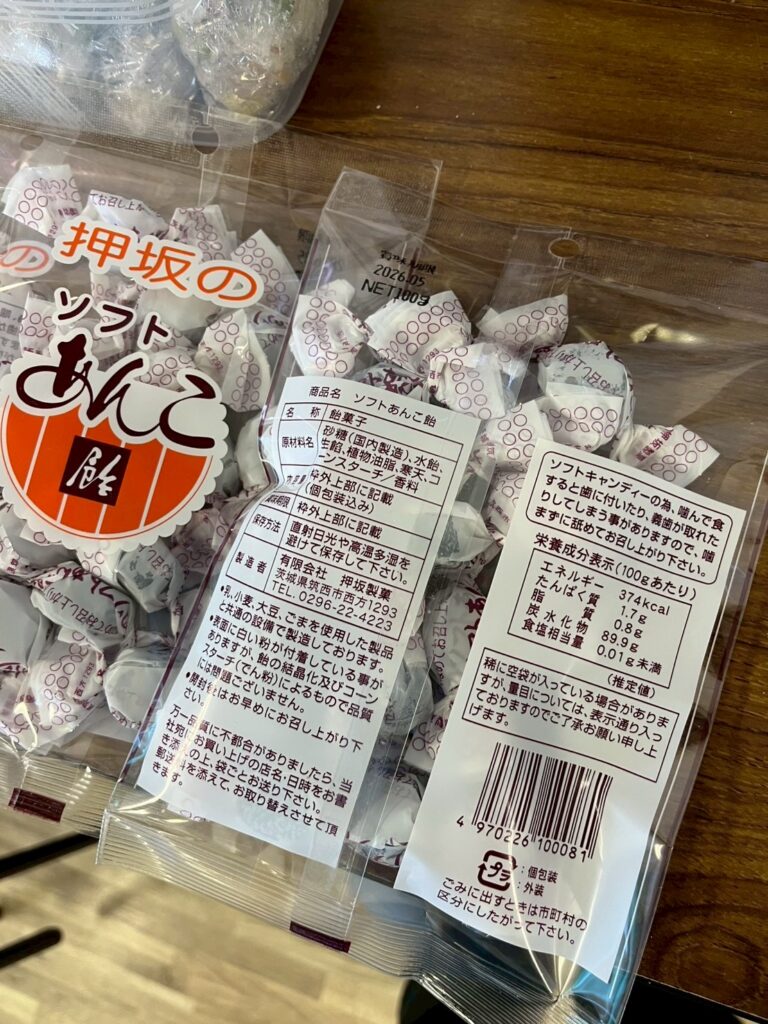 押坂の
ソフト
あんこ
飴
の
賞味期限
2026.05
NET180g
商品名 ソフトあんこ飴
名 称 飴菓子
原材料名 砂糖(国内製造)、水飴、
生餡、植物油脂、寒天、コ
ーンスターチ/香料
内容量 枠外上部に記載
(個包装込み)
賞味期限 枠外上部に記載
保存方法 直射日光や高温多湿を
避けて保存して下さい。
製造者 有限会社 押坂製菓
茨城県筑西市西方1293
TEL.0296-22-4223
•乳、小麦、大豆、ごまを使用した製品
と共通の設備で製造しております。
•表面に白い粉が付着している事が
ありますが、飴の結晶化及びコーン
スターチ(でん粉)によるもので品質
には問題ございません。
•開封後はお早めにお召し上がり下
さい。
万一品質に不都合がありましたら、当
社宛にお買い上げの店名・日時をお書
き添えの上、袋ごとお送り下さい。
郵送料を添えて、お取り替えさせて頂
きます。
ソフトキャンディーの為、噛んで食
すると歯に付いたり、義歯が取れた
りしてしまう事がありますので、噛
まずに舐めてお召し上がり下さい。
栄養成分表示(100gあたり)
エネルギー 374kcal
たんぱく質 1.7g
脂 質 0.8g
炭水化物 89.9g
食塩相当量 0.01g未満
(推定値)
稀に空袋が入っている場合がありま
すが、量目については、表示通り入っ
ておりますのでご了承お願い申し上
げます。
4 970226 100081
プラ :個包装
:外装
ごみに出すときは市町村の
区分にしたがって下さい。